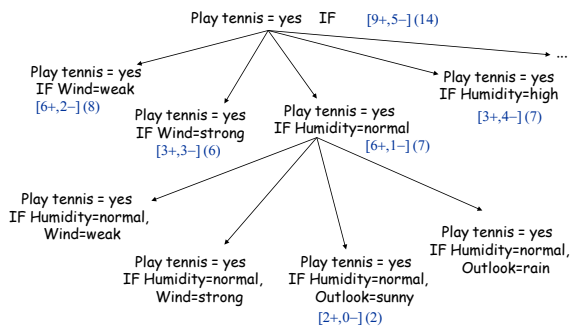 Play tennis = yes IF [9+,5−] (14)
...
Play tennis = yes
IF Wind=weak
[6+,2−] (8)
Play tennis = yes
IF Wind=strong
[3+,3−] (6)
Play tennis = yes
IF Humidity=normal
[6+,1−] (7)
Play tennis = yes
IF Humidity=high
[3+,4−] (7)
Play tennis = yes
IF Humidity=normal,
Wind=weak
Play tennis = yes
IF Humidity=normal,
Wind=strong
Play tennis = yes
IF Humidity=normal,
Outlook=sunny
[2+,0−] (2)
Play tennis = yes
IF Humidity=normal,
Outlook=rain